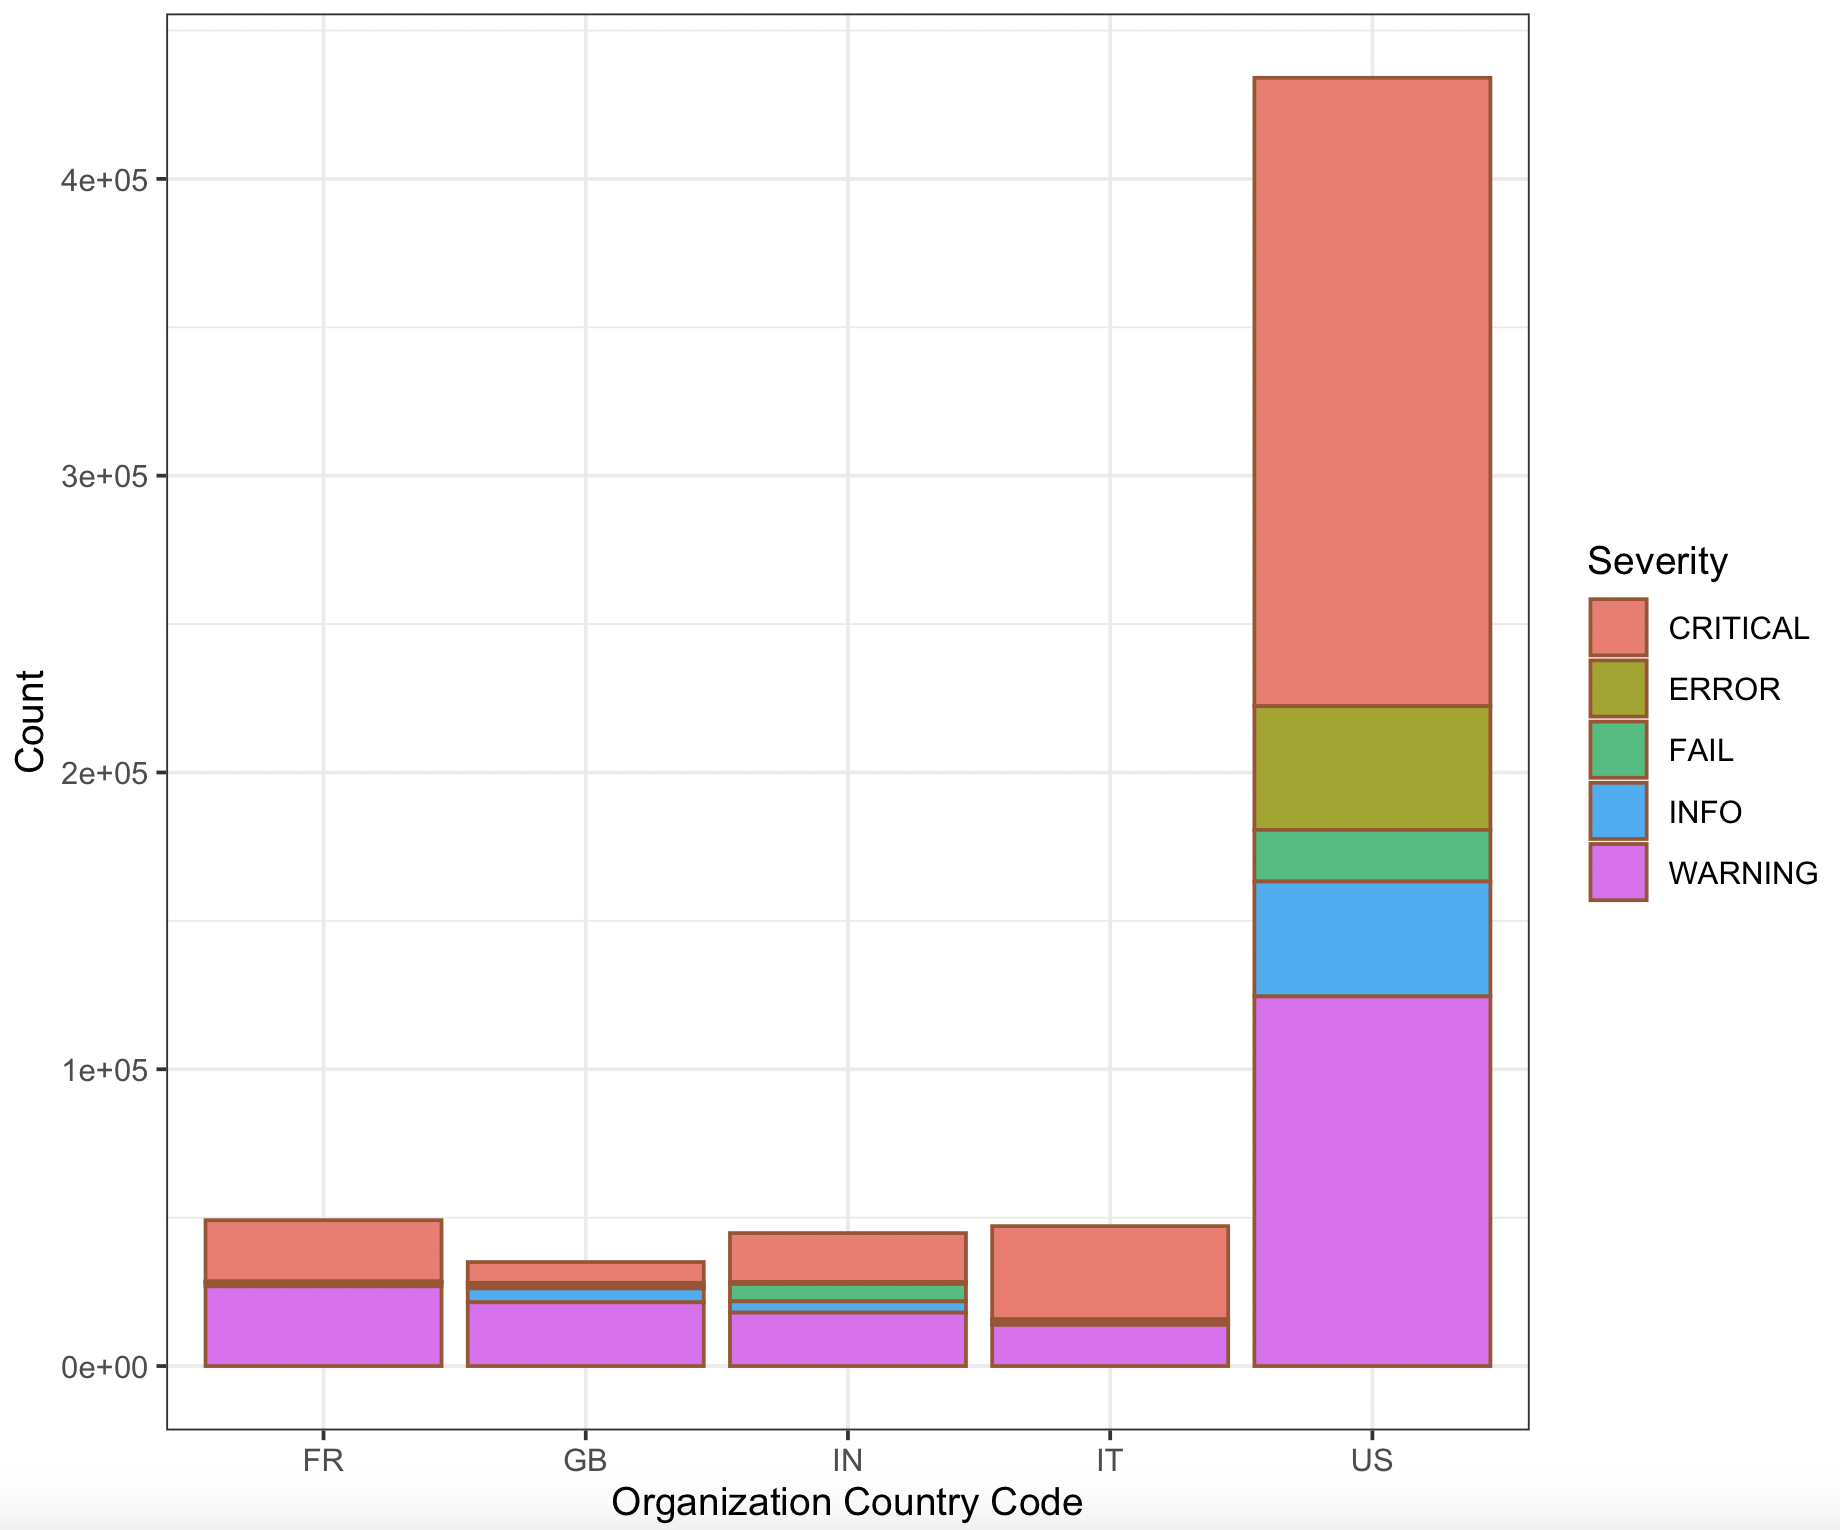 4e+05
3e+05
2e+05
1e+05
0e+00
Count
FR GB IN IT US
Organization Country Code
Severity
CRITICAL
ERROR
FAIL
INFO
WARNING